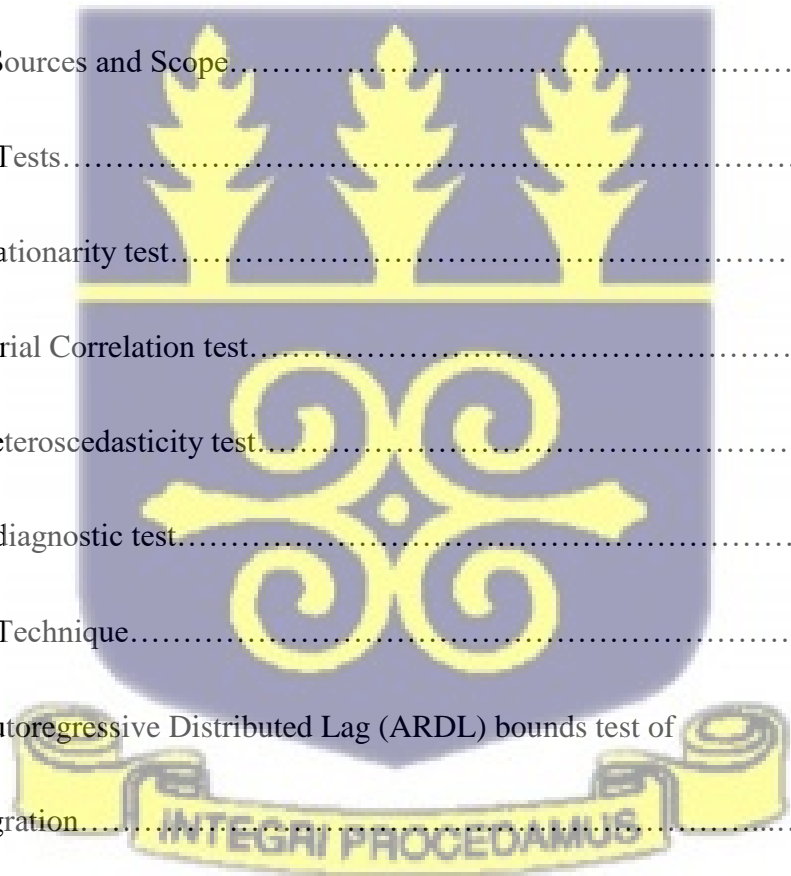 Sources and Scope……………………………………………………
Tests……………………………………………………………………
ationarity test…………………………………………………………
rial Correlation test……………………………………………………
eteroscedasticity test…………………………………………………
diagnostic test…………………………………………………………
Technique………………………………………………………………
utoregressive Distributed Lag (ARDL) bounds test of
gration……………………………………………………………………
INTEGRI PROCEDAMUS